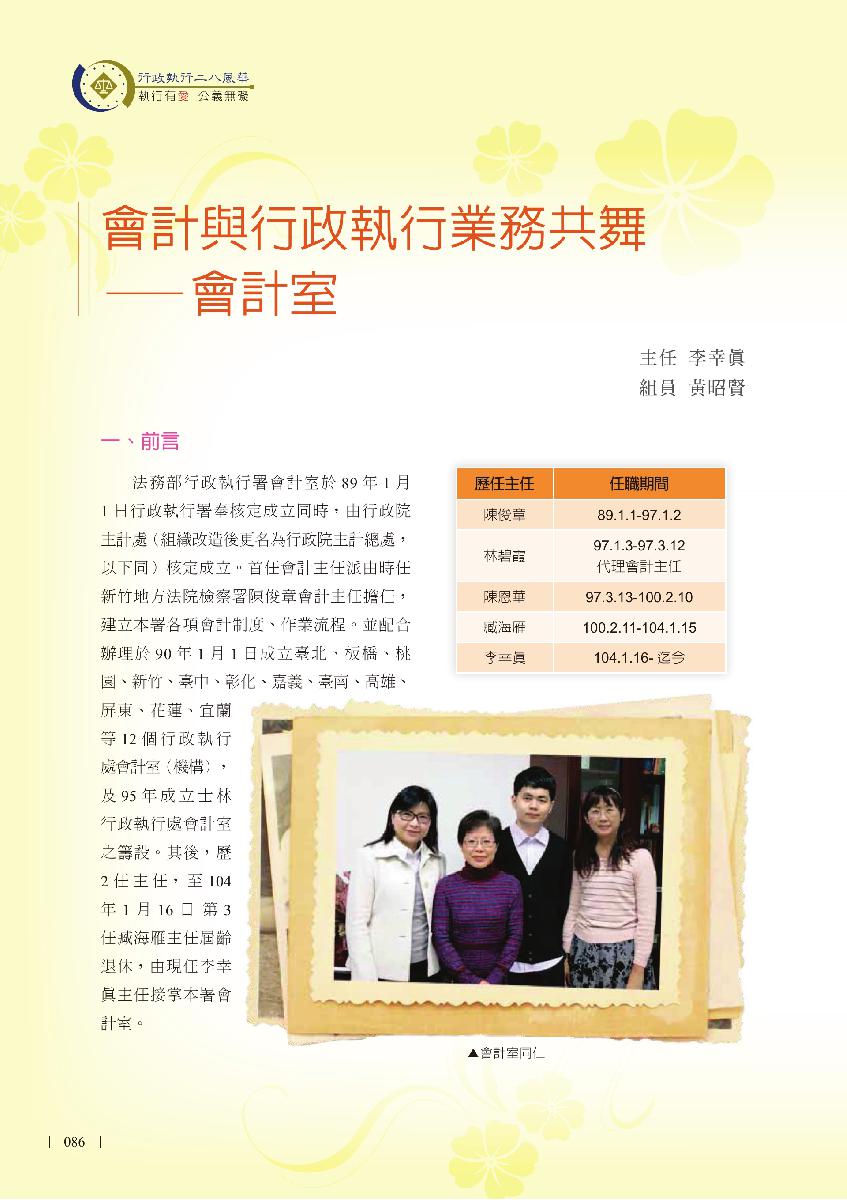 行政執行二八風華
執行有愛 公義無礙
會計與行政執行業務共舞
——會計室
主任 李幸眞
組員 黃昭賢
一、前言
法務部行政執行署會計室於 89 年 1 月
1 日行政執行署奉核定成立同時，由行政院
主計處（組織改造後更名為行政院主計總處，
以下同）核定成立。首任會計主任派由時任
新竹地方法院檢察署陳俊章會計主任擔任，
建立本署各項會計制度、作業流程。並配合
辦理於 90 年 1 月 1 日成立臺北、板橋、桃
園、新竹、臺中、彰化、嘉義、臺南、高雄、
屏東、花蓮、宜蘭
等 12 個行政執行
處會計室（機構），
及 95 年成立士林
行政執行處會計室
之籌設。其後，歷
2 任主任，至 104
年 1 月 16 日 第 3
任臧海雁主任屆齡
退休，由現任李幸
眞主任接掌本署會
計室。
歷任主任 任職期間
陳俊章 89.1.1-97.1.2
林碧霞 97.1.3-97.3.12
代理會計主任
陳恩華 97.3.13-100.2.10
臧海雁 100.2.11-104.1.15
李幸眞 104.1.16- 迄今
▲會計室同仁
086